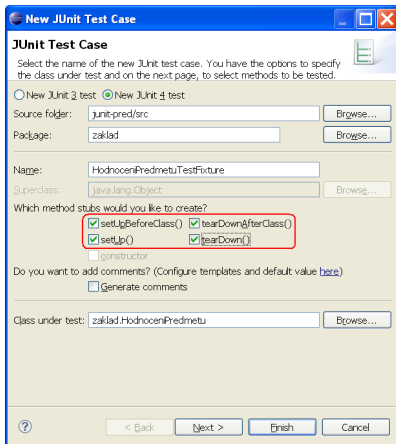 New JUnit Test Case
JUnit Test Case
Select the name of the new JUnit test case. You have the options to specify
the class under test and on the next page, to select methods to be tested.
New JUnit 3 test New JUnit 4 test
Source folder: junit-pred/src Browse...
Package: zaklad Browse...
Name: HodnoceniPredmetuTestFixture
Superclass: java.lang.Object Browse...
Which method stubs would you like to create?
setUpBeforeClass() tearDownAfterClass()
setUp() tearDown()
constructor
Do you want to add comments? (Configure templates and default value here)
Generate comments
Class under test: zaklad.HodnoceniPredmetu Browse...
? < Back Next > Finish Cancel